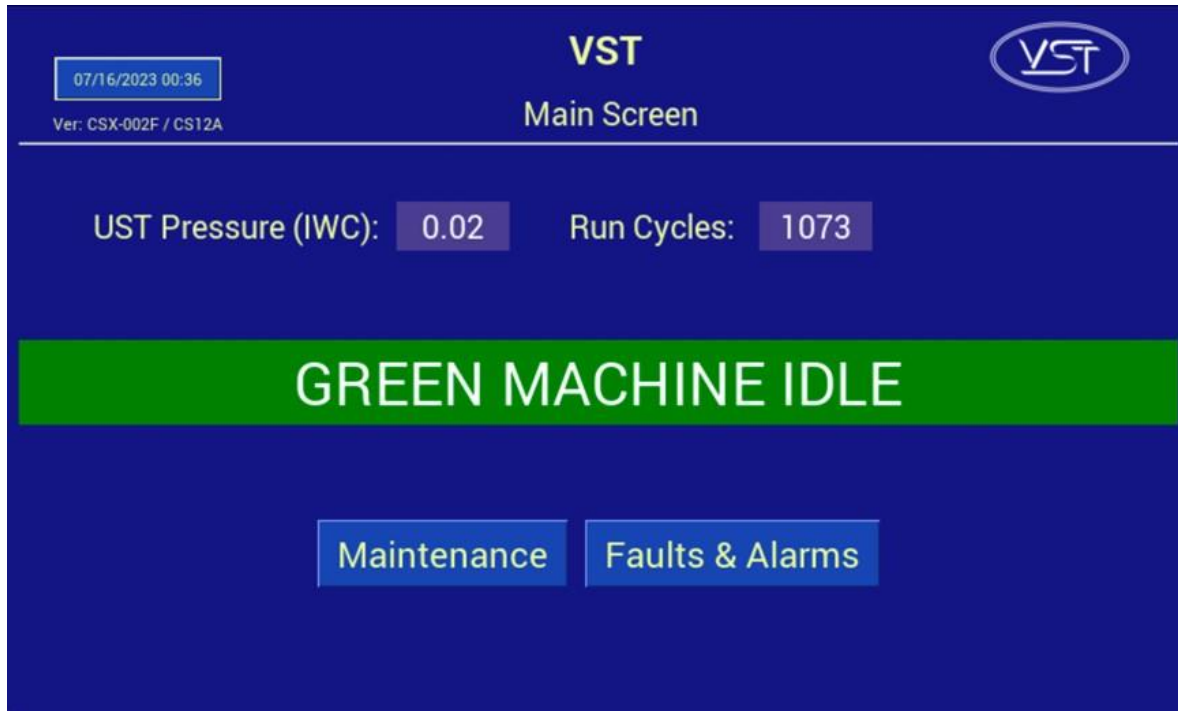 VST
VST
07/16/2023 00:36
Main Screen
Ver: CSX-002F / CS12A
UST Pressure (IWC): 0.02 Run Cycles: 1073
GREEN MACHINE IDLE
Maintenance Faults & Alarms